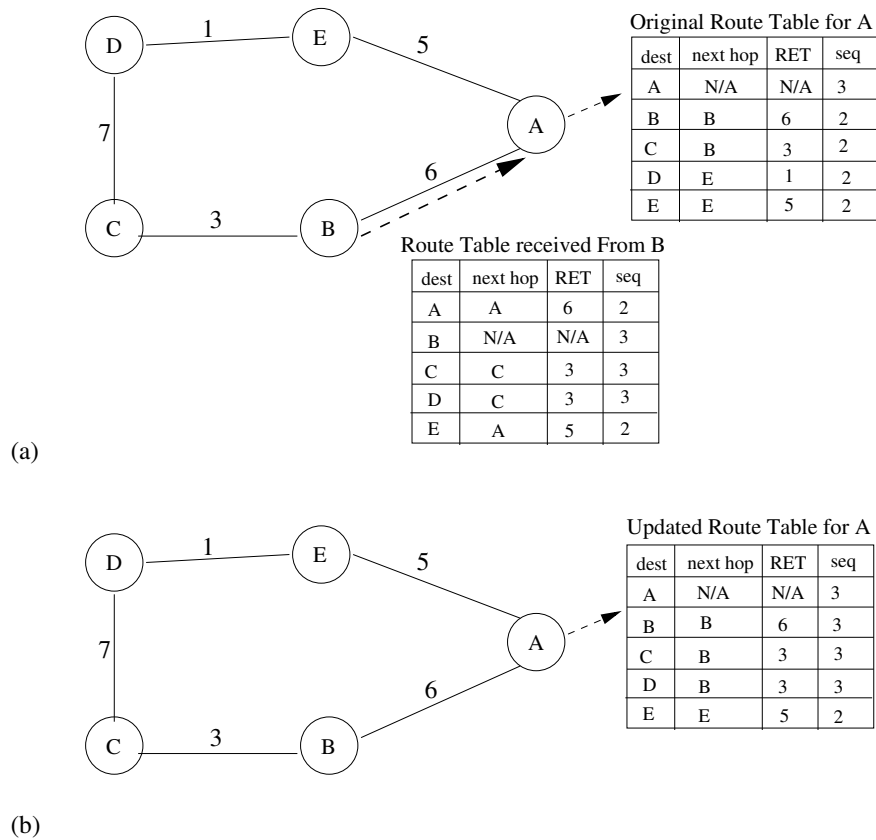 D
1
E
5
A
7
6
C
3
B
Original Route Table for A
dest next hop RET seq
A N/A N/A 3
B B 6 2
C B 3 2
D E 1 2
E E 5 2
Route Table received From B
dest next hop RET seq
A A 6 2
B N/A N/A 3
C C 3 3
D C 3 3
E A 5 2
(a)
D
1
E
5
A
7
6
C
3
B
Updated Route Table for A
dest next hop RET seq
A N/A N/A 3
B B 6 3
C B 3 3
D B 3 3
E E 5 2
(b)